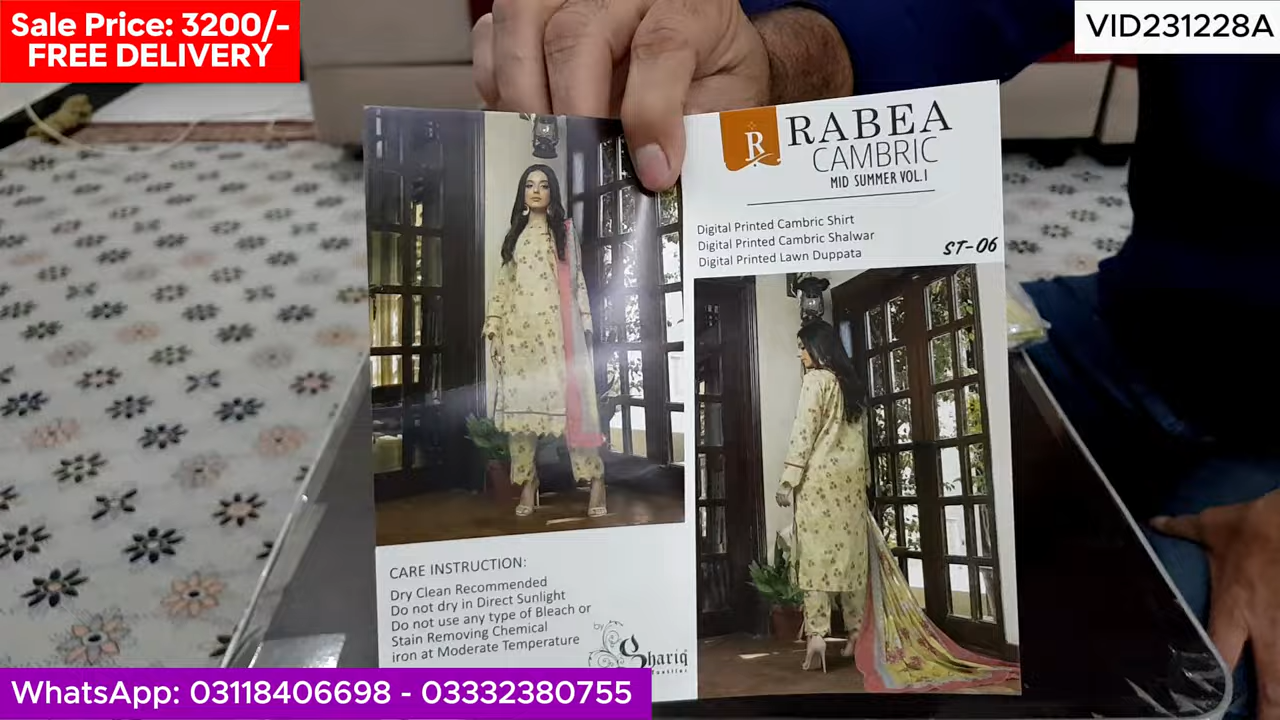 Sale Price: 3200/-
FREE DELIVERY
VID231228A
R
RABEA
CAMBRIC
MID SUMMER VOL.1
Digital Printed Cambric Shirt
Digital Printed Cambric Shalwar
Digital Printed Lawn Duppata
ST-06
CARE INSTRUCTION:
Dry Clean Recommended
Do not dry in Direct Sunlight
Do not use any type of Bleach or
Stain Removing Chemical
iron at Moderate Temperature
by
Shariq
WhatsApp: 03118406698 - 03332380755